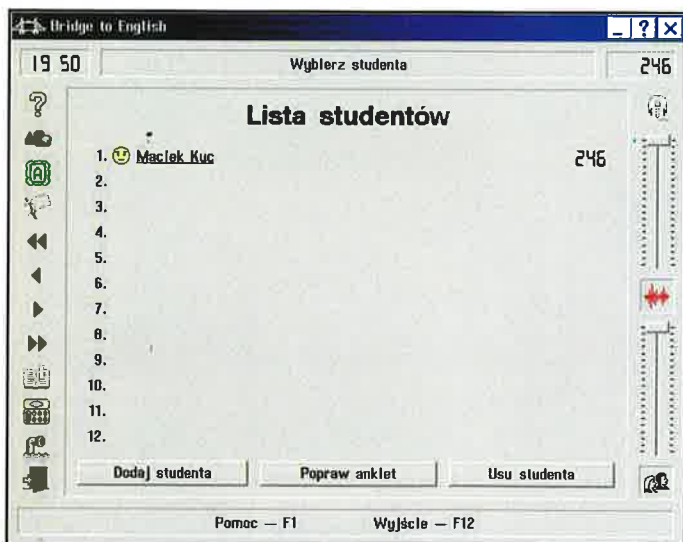 Bridge to English
19 50 Wybierz studenta 246
Lista studentów
1. Maciek Kuc 246
2.
3.
4.
5.
6.
7.
8.
9.
10.
11.
12.
Dodaj studenta Popraw ankiet Usu studenta
Pomoc — F1 Wyjście — F12